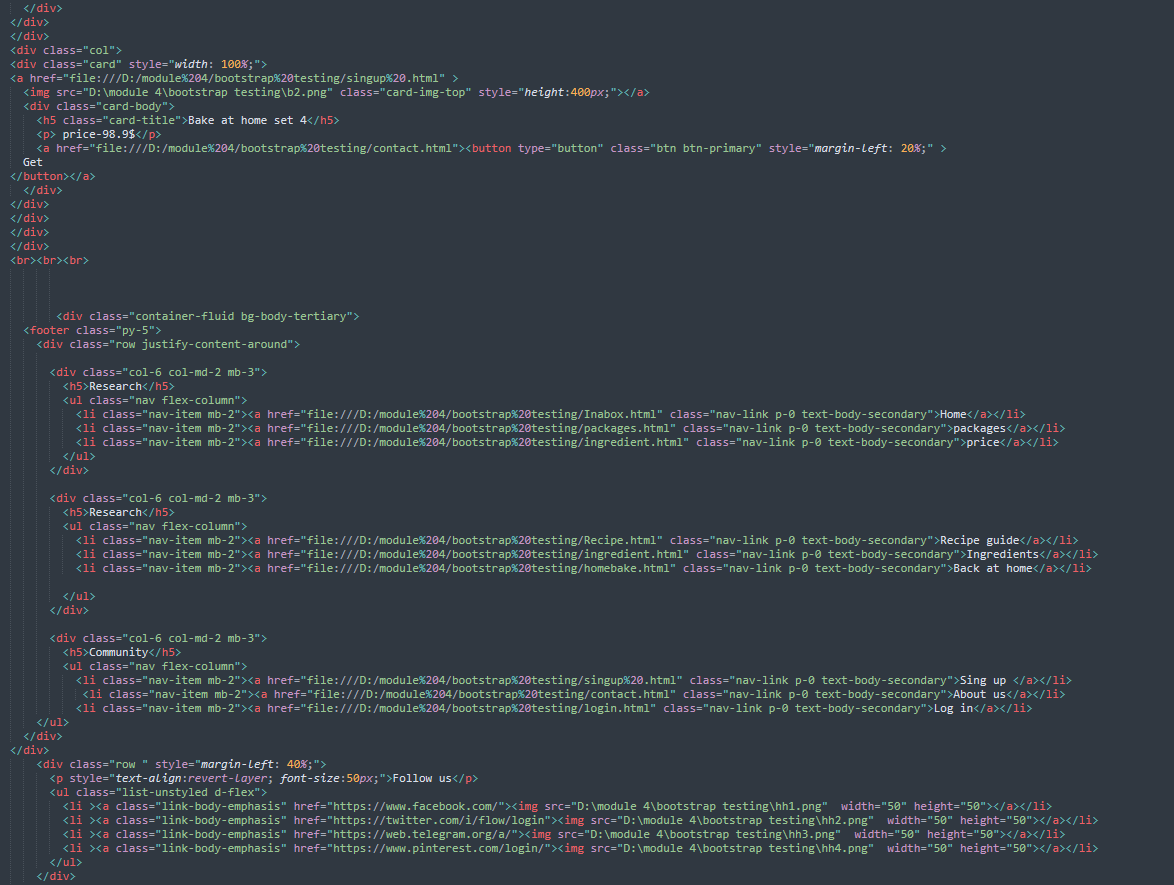 </div>
</div>
</div>
<div class="col">
<div class="card" style="width: 100%;">
<a href="file:///D:/module%204/bootstrap%20testing/singup%20.html" >
<img src="D:\module 4\bootstrap testing\b2.png" class="card-img-top" style="height:400px;"></a>
<div class="card-body">
<h5 class="card-title">Bake at home set 4</h5>
<p> price-98.9$</p>
<a href="file:///D:/module%204/bootstrap%20testing/contact.html"><button type="button" class="btn btn-primary" style="margin-left: 20%;" >
Get
</button></a>
</div>
</div>
</div>
</div>
</div>
<br><br><br>
<div class="container-fluid bg-body-tertiary">
<footer class="py-5">
<div class="row justify-content-around">
<div class="col-6 col-md-2 mb-3">
<h5>Research</h5>
<ul class="nav flex-column">
<li class="nav-item mb-2"><a href="file:///D:/module%204/bootstrap%20testing/Inabox.html" class="nav-link p-0 text-body-secondary">Home</a></li>
<li class="nav-item mb-2"><a href="file:///D:/module%204/bootstrap%20testing/packages.html" class="nav-link p-0 text-body-secondary">packages</a></li>
<li class="nav-item mb-2"><a href="file:///D:/module%204/bootstrap%20testing/ingredient.html" class="nav-link p-0 text-body-secondary">price</a></li>
</ul>
</div>
<div class="col-6 col-md-2 mb-3">
<h5>Research</h5>
<ul class="nav flex-column">
<li class="nav-item mb-2"><a href="file:///D:/module%204/bootstrap%20testing/Recipe.html" class="nav-link p-0 text-body-secondary">Recipe guide</a></li>
<li class="nav-item mb-2"><a href="file:///D:/module%204/bootstrap%20testing/ingredient.html" class="nav-link p-0 text-body-secondary">Ingredients</a></li>
<li class="nav-item mb-2"><a href="file:///D:/module%204/bootstrap%20testing/homebake.html" class="nav-link p-0 text-body-secondary">Back at home</a></li>
</ul>
</div>
<div class="col-6 col-md-2 mb-3">
<h5>Community</h5>
<ul class="nav flex-column">
<li class="nav-item mb-2"><a href="file:///D:/module%204/bootstrap%20testing/singup%20.html" class="nav-link p-0 text-body-secondary">Sing up </a></li>
<li class="nav-item mb-2"><a href="file:///D:/module%204/bootstrap%20testing/contact.html" class="nav-link p-0 text-body-secondary">About us</a></li>
<li class="nav-item mb-2"><a href="file:///D:/module%204/bootstrap%20testing/login.html" class="nav-link p-0 text-body-secondary">Log in</a></li>
</ul>
</div>
</div>
<div class="row " style="margin-left: 40%;">
<p style="text-align:revert-layer; font-size:50px;">Follow us</p>
<ul class="list-unstyled d-flex">
<li ><a class="link-body-emphasis" href="https://www.facebook.com/"><img src="D:\module 4\bootstrap testing\hh1.png"  width="50" height="50"></a></li>
<li ><a class="link-body-emphasis" href="https://twitter.com/i/flow/login"><img src="D:\module 4\bootstrap testing\hh2.png"  width="50" height="50"></a></li>
<li ><a class="link-body-emphasis" href="https://web.telegram.org/a/"><img src="D:\module 4\bootstrap testing\hh3.png"  width="50" height="50"></a></li>
<li ><a class="link-body-emphasis" href="https://www.pinterest.com/login/"><img src="D:\module 4\bootstrap testing\hh4.png"  width="50" height="50"></a></li>
</ul>
</div>